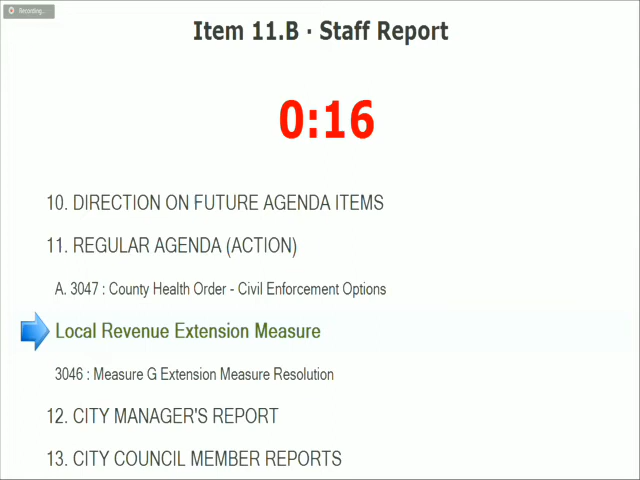 Recording...
Item 11.B · Staff Report
0:16
10. DIRECTION ON FUTURE AGENDA ITEMS
11. REGULAR AGENDA (ACTION)
A. 3047 : County Health Order - Civil Enforcement Options
Local Revenue Extension Measure
3046 : Measure G Extension Measure Resolution
12. CITY MANAGER'S REPORT
13. CITY COUNCIL MEMBER REPORTS